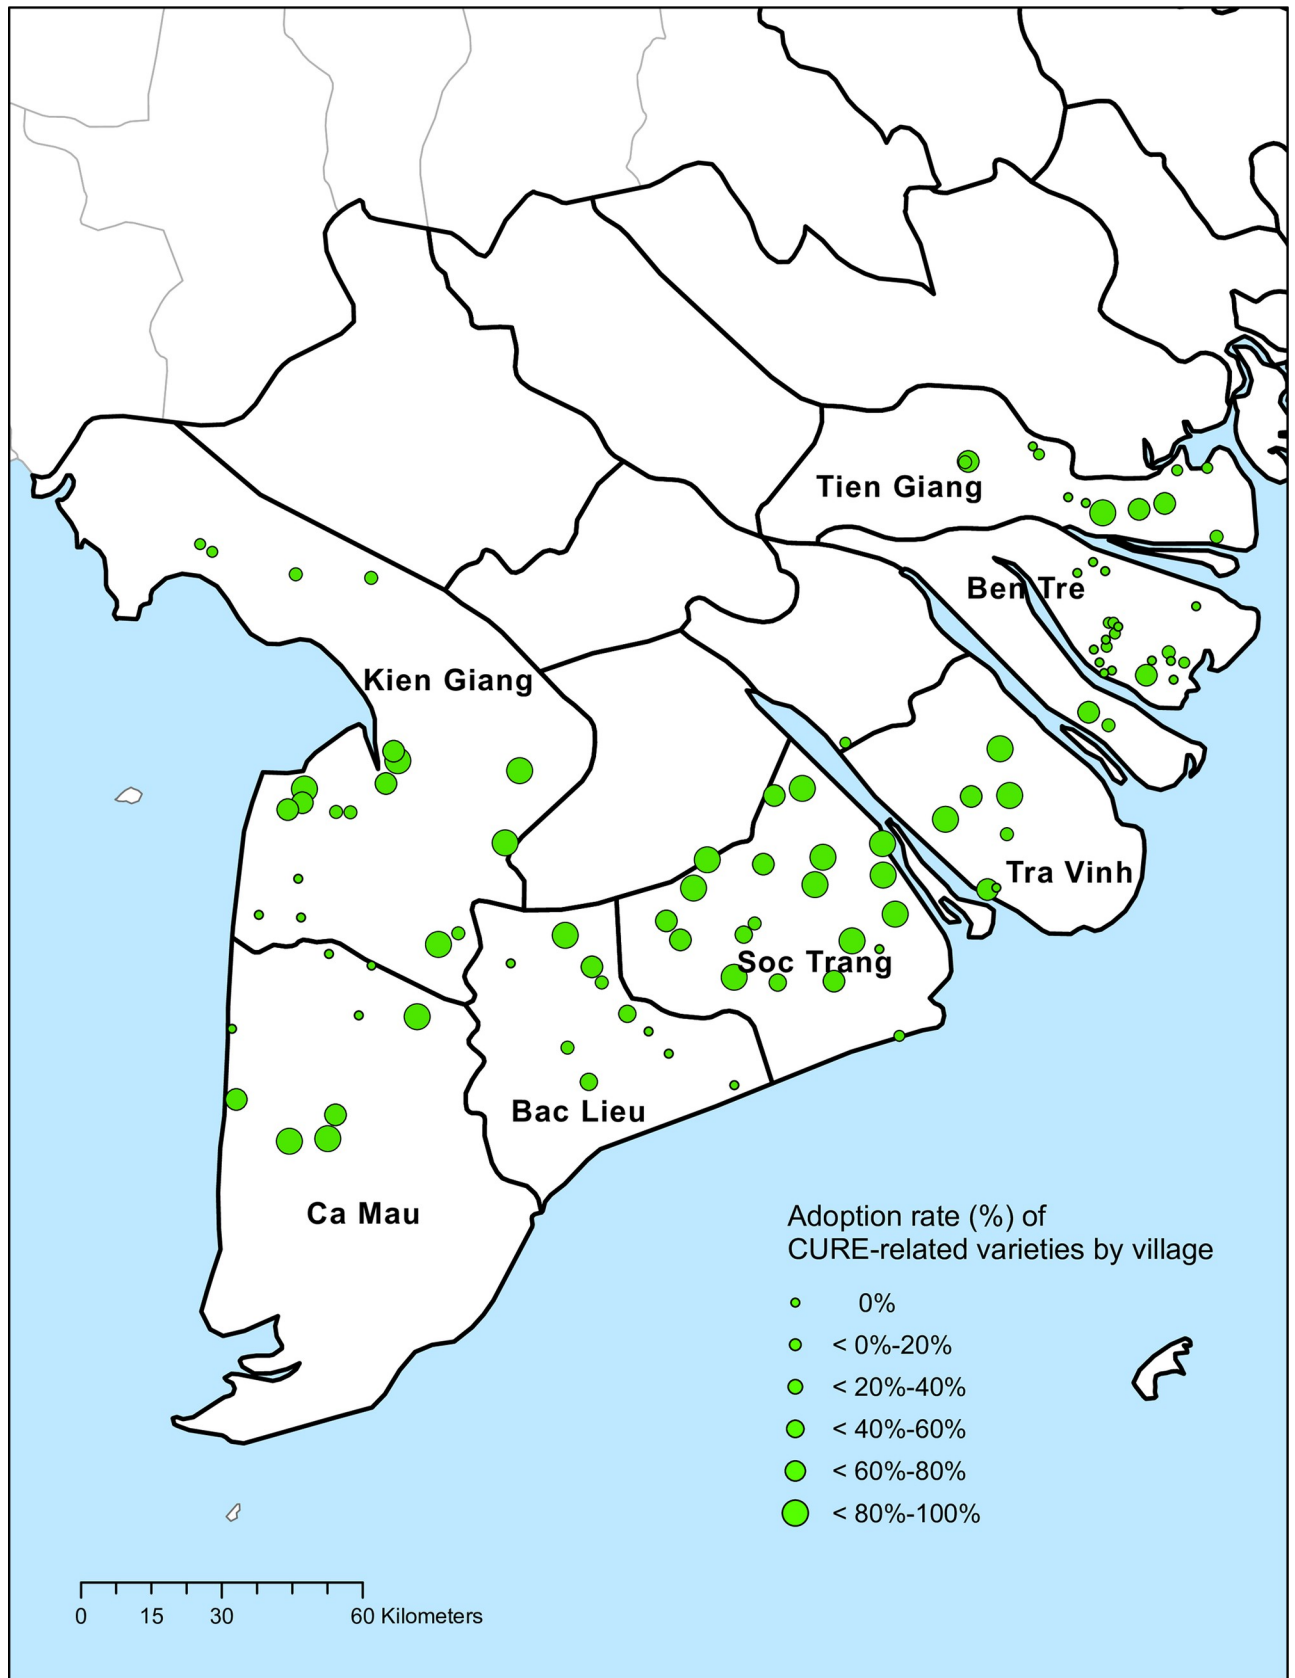 Tien Giang
Ben Tre
Kien Giang
Tra Vinh
Soc Trang
Bac Lieu
Ca Mau
Adoption rate (%) of
CURE-related varieties by village
0%
< 0%-20%
< 20%-40%
< 40%-60%
< 60%-80%
< 80%-100%
0 15 30 60 Kilometers